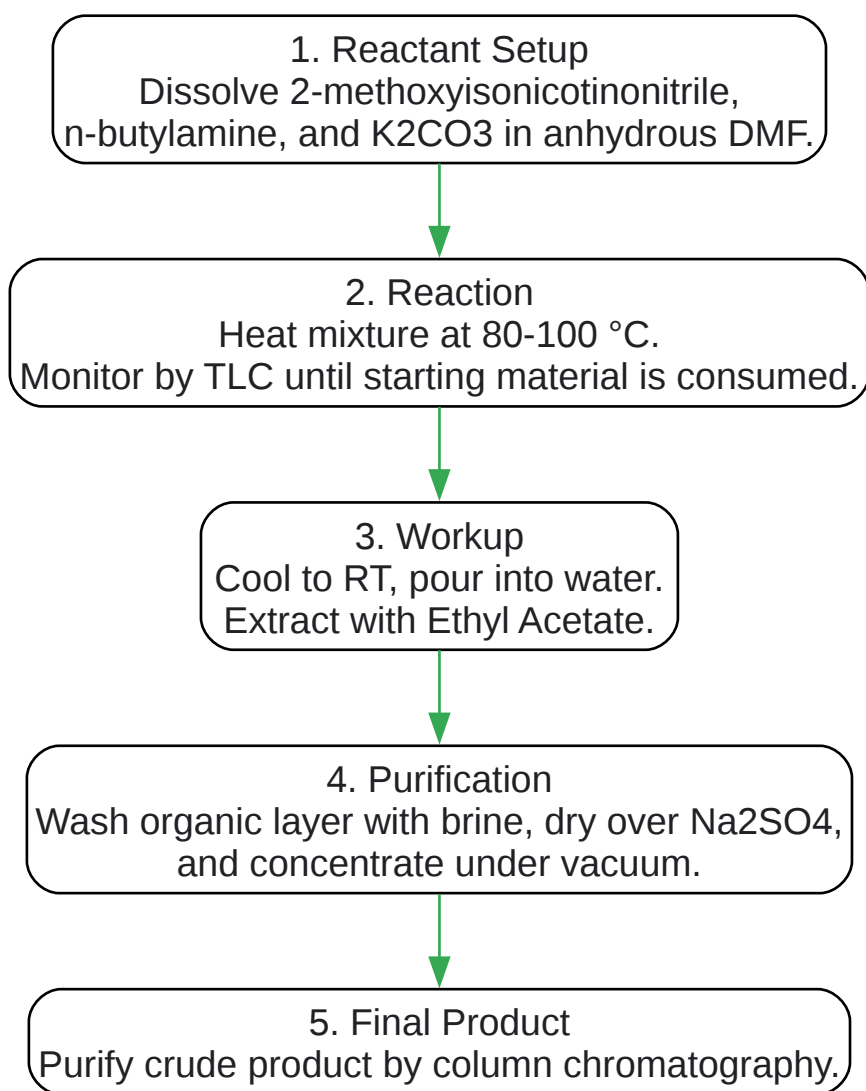 1. Reactant Setup
Dissolve 2-methoxyisonicotinonitrile,
n-butylamine, and K2CO3 in anhydrous DMF.
2. Reaction
Heat mixture at 80-100 °C.
Monitor by TLC until starting material is consumed.
3. Workup
Cool to RT, pour into water.
Extract with Ethyl Acetate.
4. Purification
Wash organic layer with brine, dry over Na2SO4,
and concentrate under vacuum.
5. Final Product
Purify crude product by column chromatography.